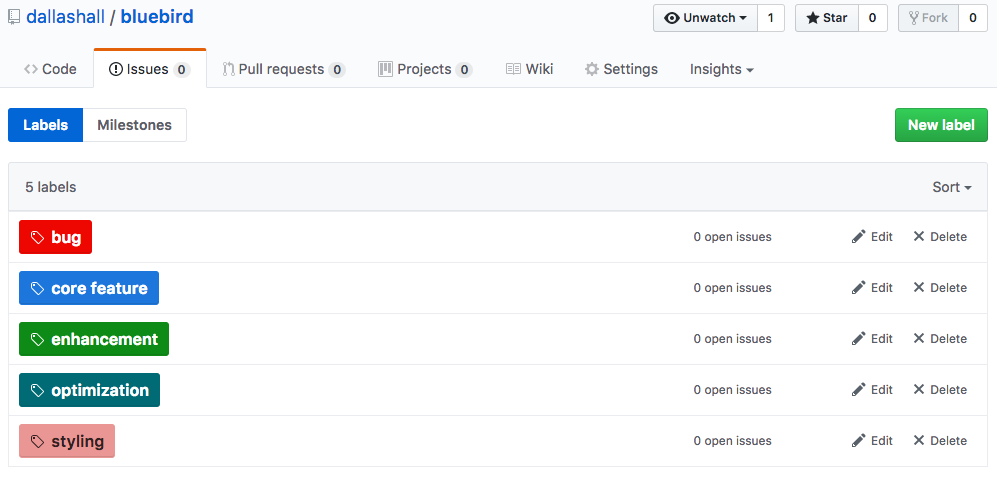 dallashall / bluebird Unwatch 1 Star 0 Fork 0
Code Issues 0 Pull requests 0 Projects 0 Wiki Settings Insights
Labels Milestones New label
5 labels Sort
bug 0 open issues Edit Delete
core feature 0 open issues Edit Delete
enhancement 0 open issues Edit Delete
optimization 0 open issues Edit Delete
styling 0 open issues Edit Delete